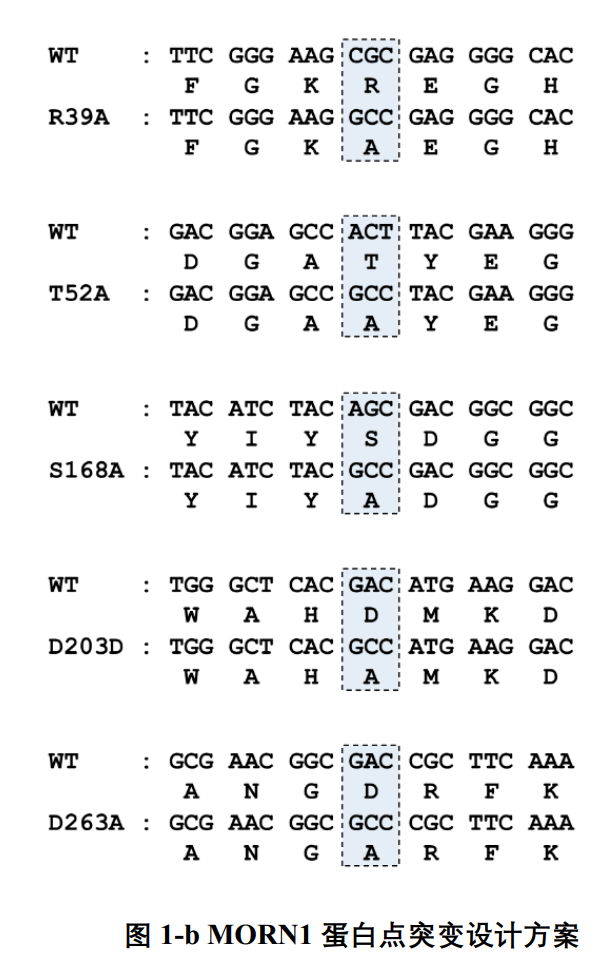 WT : TTC GGG AAG CGC GAG GGG CAC
F G K R E G H
R39A : TTC GGG AAG GCC GAG GGG CAC
F G K A E G H
WT : GAC GGA GCC ACT TAC GAA GGG
D G A T Y E G
T52A : GAC GGA GCC GCC TAC GAA GGG
D G A A Y E G
WT : TAC ATC TAC AGC GAC GGC GGC
Y I Y S D G G
S168A : TAC ATC TAC GCC GAC GGC GGC
Y I Y A D G G
WT : TGG GCT CAC GAC ATG AAG GAC
W A H D M K D
D203D : TGG GCT CAC GCC ATG AAG GAC
W A H A M K D
WT : GCG AAC GGC GAC CGC TTC AAA
A N G D R F K
D263A : GCG AAC GGC GCC CGC TTC AAA
A N G A R F K
图 1-b MORN1 蛋白点突变设计方案